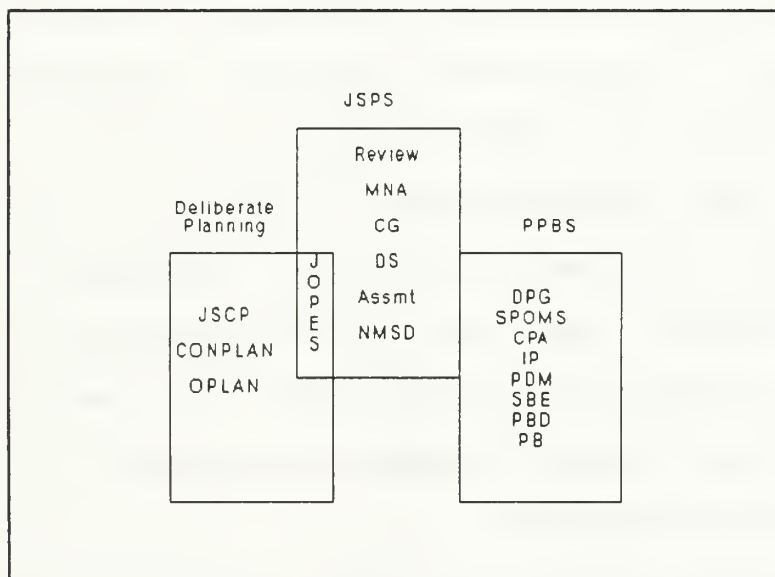 JSPS
Review
MNA
CG
DS
Assmt
NMSD
Deliberate
Planning
JOPES
JSCP
CONPLAN
OPLAN
PPBS
DPG
SPOMS
CPA
IP
PDM
SBE
PBD
PB